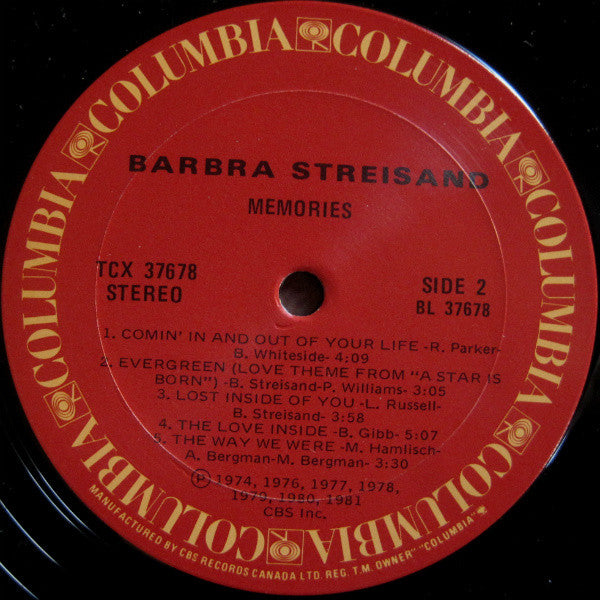 BARBRA STREISAND
MEMORIES
TCX 37678
STEREO
SIDE 2
BL 37678
1. COMIN' IN AND OUT OF YOUR LIFE -R. Parker-
B. Whiteside- 4:09
2. EVERGREEN (LOVE THEME FROM "A STAR IS
BORN") -B. Streisand-P. Williams- 3:05
3. LOST INSIDE OF YOU -L. Russell-
B. Streisand- 3:58
4. THE LOVE INSIDE -B. Gibb- 5:07
5. THE WAY WE WERE -M. Hamlisch-
A. Bergman-M. Bergman- 3:30
Ⓟ 1974, 1976, 1977, 1978,
1979, 1980, 1981
CBS Inc.
COLUMBIA
COLUMBIA
COLUMBIA
COLUMBIA
COLUMBIA
COLUMBIA
COLUMBIA
COLUMBIA
MANUFACTURED BY CBS RECORDS CANADA LTD. REG. T.M. OWNER "COLUMBIA"